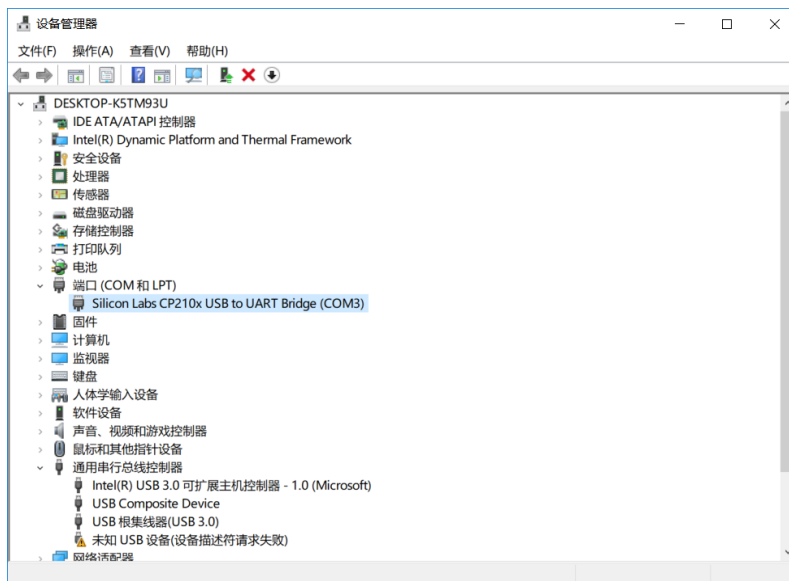 设备管理器
文件(F) 操作(A) 查看(V) 帮助(H)
DESKTOP-K5TM93U
IDE ATA/ATAPI 控制器
Intel(R) Dynamic Platform and Thermal Framework
安全设备
处理器
传感器
磁盘驱动器
存储控制器
打印队列
电池
端口 (COM 和 LPT)
Silicon Labs CP210x USB to UART Bridge (COM3)
固件
计算机
监视器
键盘
人体学输入设备
软件设备
声音、视频和游戏控制器
鼠标和其他指针设备
通用串行总线控制器
Intel(R) USB 3.0 可扩展主机控制器 - 1.0 (Microsoft)
USB Composite Device
USB 根集线器(USB 3.0)
未知 USB 设备(设备描述符请求失败)
网络适配器